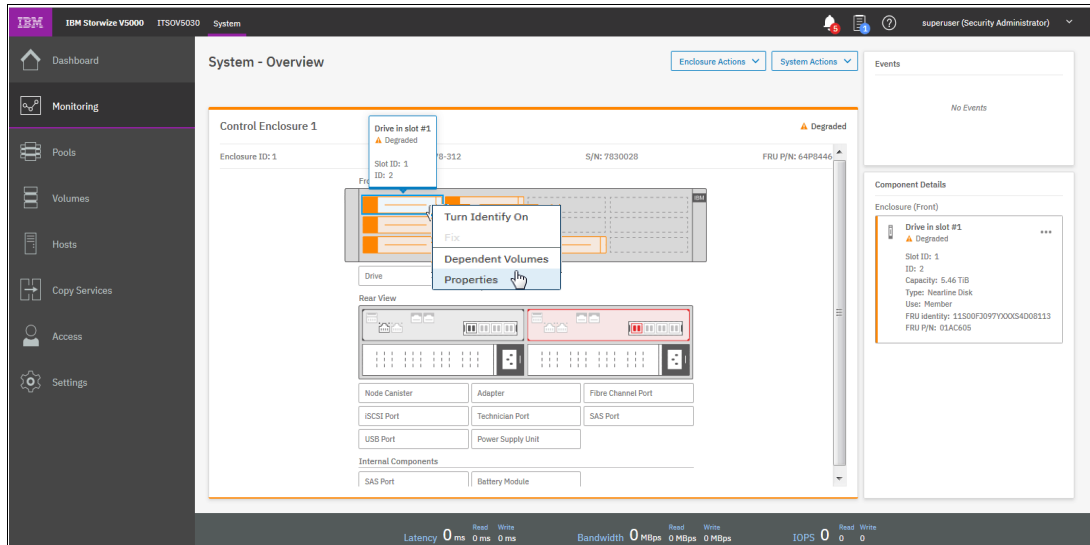 IBM
IBM Storwize V5000 ITSOV5030 System
5
1
?
superuser (Security Administrator)
Dashboard
Monitoring
Pools
Volumes
Hosts
Copy Services
Access
Settings
System - Overview
Enclosure Actions
System Actions
Control Enclosure 1
Degraded
Enclosure ID: 1
78-312
S/N: 7830028
FRU P/N: 64P8446
Drive in slot #1
Degraded
Slot ID: 1
ID: 2
IBM
Turn Identify On
Fix
Dependent Volumes
Properties
Drive
Rear View
Node Canister
Adapter
Fibre Channel Port
iSCSI Port
Technician Port
SAS Port
USB Port
Power Supply Unit
Internal Components
SAS Port
Battery Module
Events
No Events
Component Details
Enclosure (Front)
Drive in slot #1
Degraded
Slot ID: 1
ID: 2
Capacity: 5.46 TiB
Type: Nearline Disk
Use: Member
FRU identity: 11S00FJ097YXXXS4D08113
FRU P/N: 01AC605
Read Write
Latency 0 ms 0 ms 0 ms
Read Write
Bandwidth 0 MBps 0 MBps 0 MBps
Read Write
IOPS 0 0 0